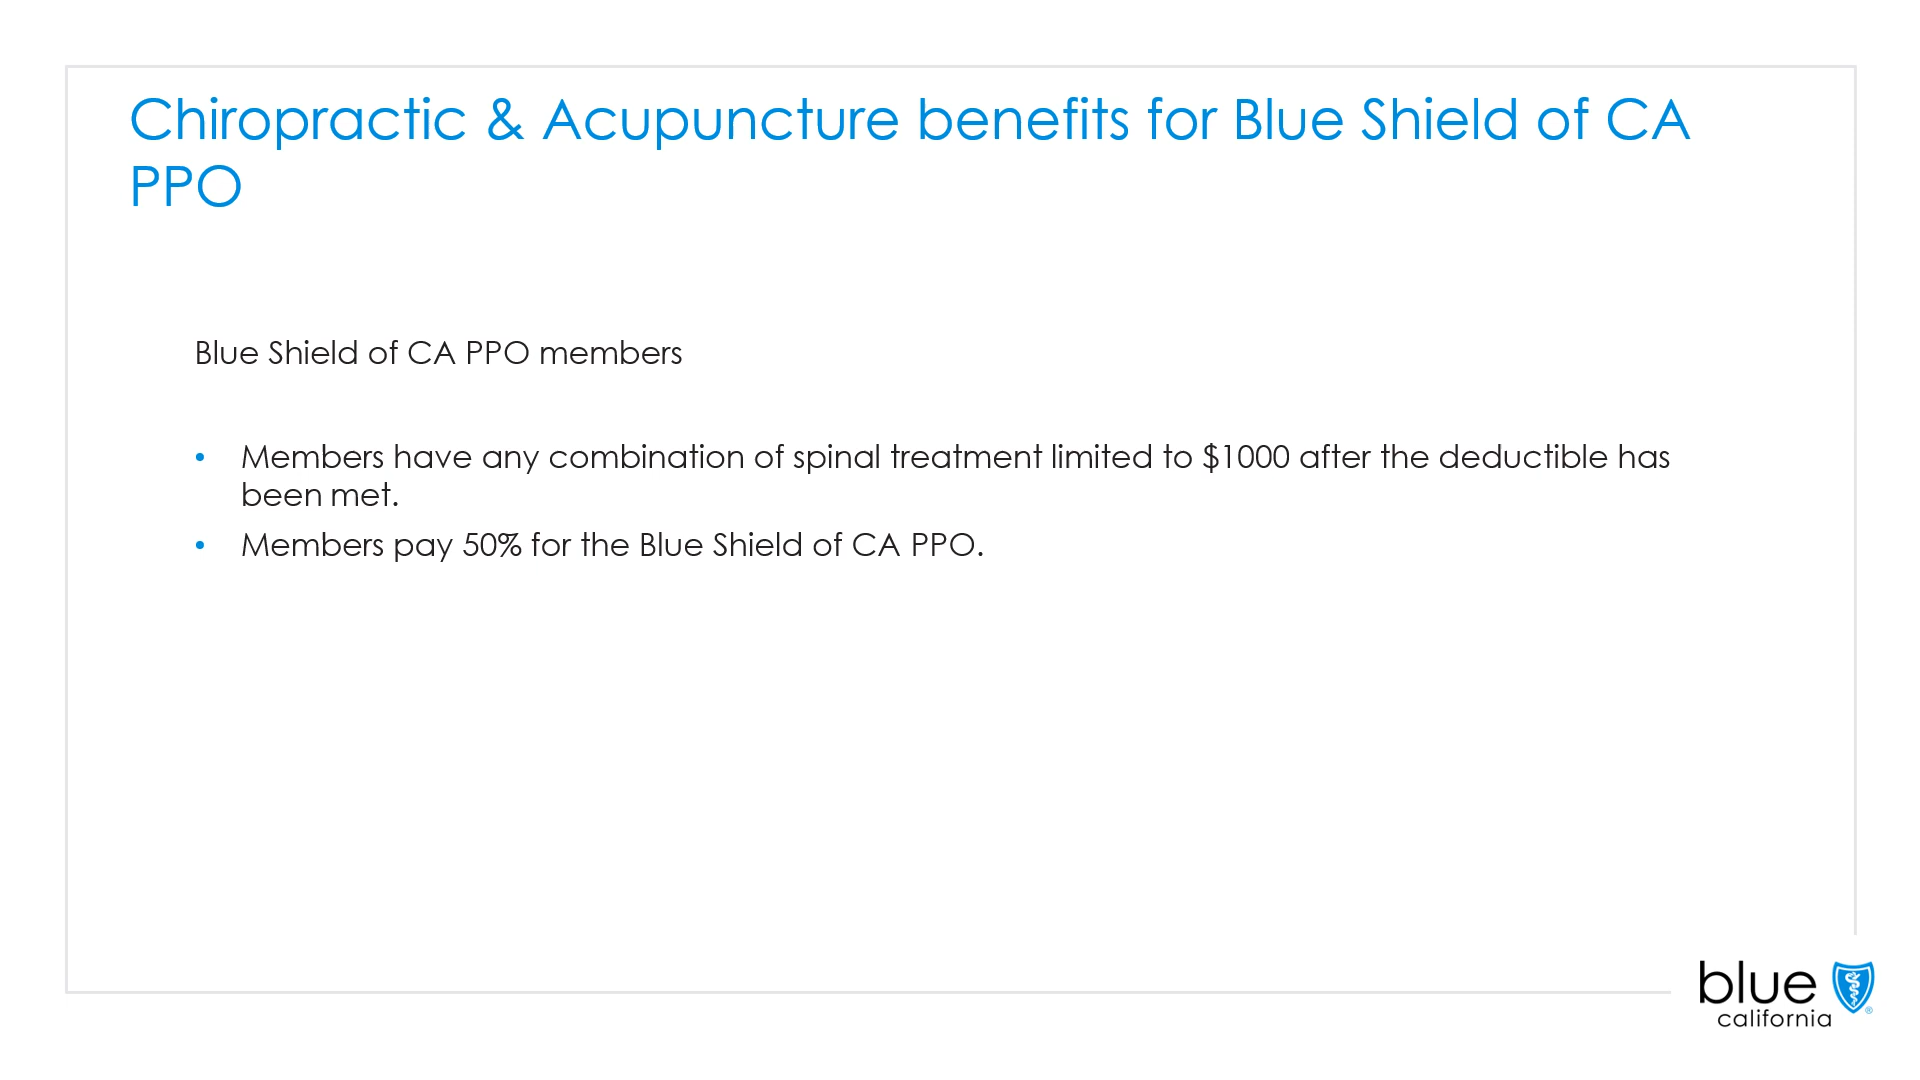 Chiropractic & Acupuncture benefits for Blue Shield of CA
PPO
Blue Shield of CA PPO members
• Members have any combination of spinal treatment limited to $1000 after the deductible has
been met.
• Members pay 50% for the Blue Shield of CA PPO.
blue
california
®